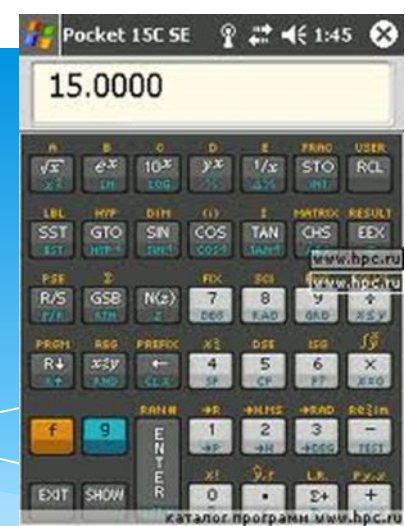 Pocket 15C SE 1:45
15.0000
A B C D E FRAC USER
√x e^x 10^x y^x 1/x STO RCL
x² LN LOG % Δ% INT
LBL HYP DIM (i) I MATRIX RESULT
SST GTO SIN COS TAN CHS EEX
BST HYP-1 SIN-1 COS-1 TAN-1
www.hpc.ru
www.hpc.ru
PSE Σ FIX SCI
R/S GSB N(z) 7 8 9 ÷
P/R RTN DEG RAD GRD x≤y
PRGM REG PREFIX DSE ISG
R↓ x≷y ← 4 5 6 ×
R↑ RND CLX SF CF F? x=0
RAN# →R →H.MS →RAD Re≷Im
f g ENTER 1 2 3 −
→P →H →DEG TEST
x! ŷ,r L.R. Py,x
EXIT SHOW 0 • Σ+ +
каталог программ www.hpc.ru